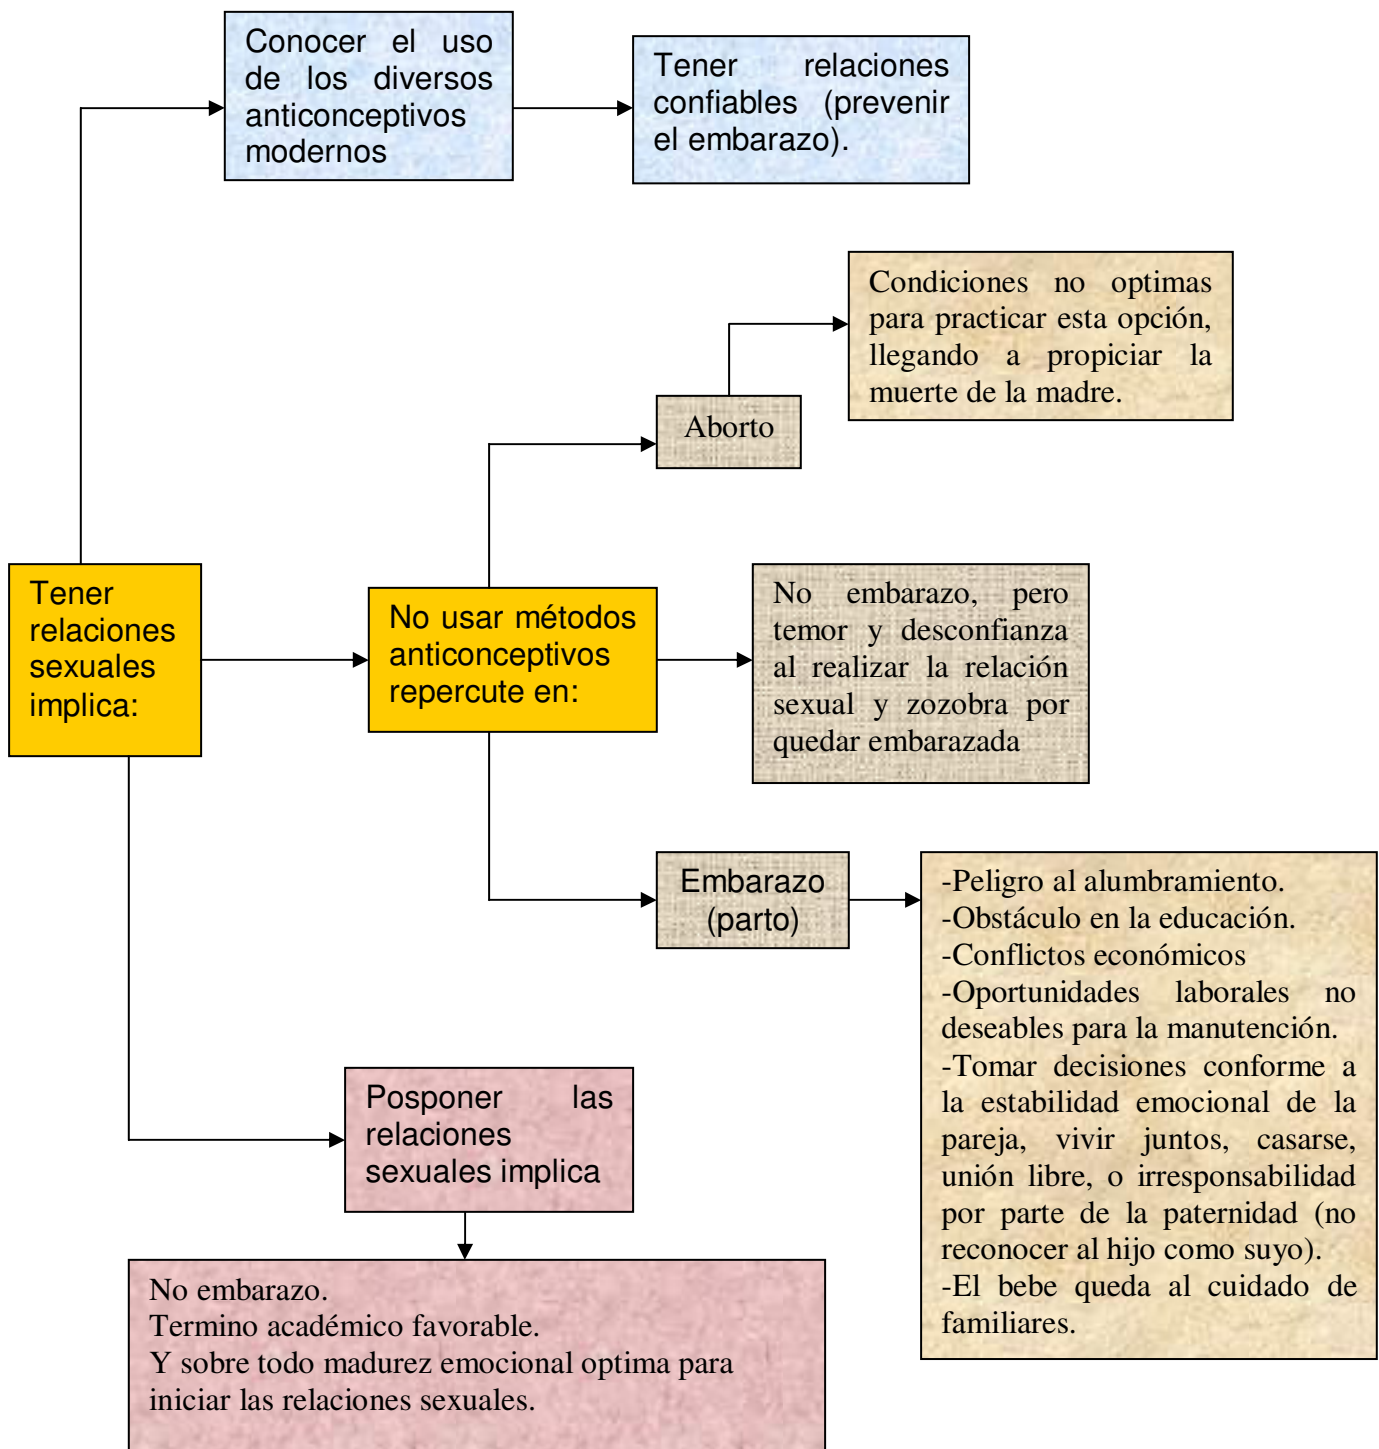 Conocer el uso
de los diversos
anticonceptivos
modernos
Tener relaciones
confiables (prevenir
el embarazo).
Condiciones no optimas
para practicar esta opción,
llegando a propiciar la
muerte de la madre.
Aborto
Tener
relaciones
sexuales
implica:
No usar métodos
anticonceptivos
repercute en:
No embarazo, pero
temor y desconfianza
al realizar la relación
sexual y zozobra por
quedar embarazada
Embarazo
(parto)
-Peligro al alumbramiento.
-Obstáculo en la educación.
-Conflictos económicos
-Oportunidades laborales no
deseables para la manutención.
-Tomar decisiones conforme a
la estabilidad emocional de la
pareja, vivir juntos, casarse,
unión libre, o irresponsabilidad
por parte de la paternidad (no
reconocer al hijo como suyo).
-El bebe queda al cuidado de
familiares.
Posponer las
relaciones
sexuales implica
No embarazo.
Termino académico favorable.
Y sobre todo madurez emocional optima para
iniciar las relaciones sexuales.